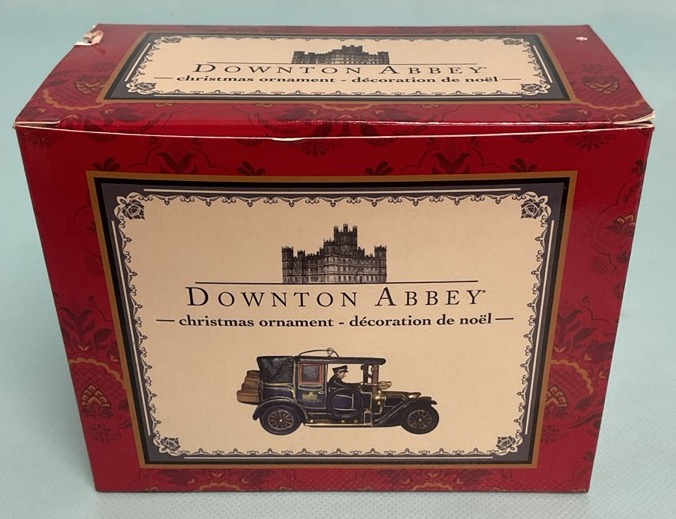 DOWNTON ABBEY
christmas ornament - décoration de noël
DOWNTON ABBEY
christmas ornament - décoration de noël